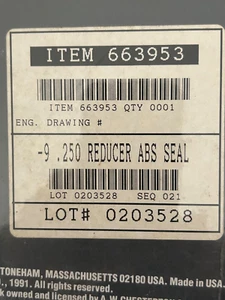 ITEM 663953
ITEM 663953 QTY 0001
ENG. DRAWING #
-9 .250 REDUCER ABS SEAL
LOT 0203528 SEQ 021
LOT# 0203528
TONEHAM, MASSACHUSETTS 02180 USA. MADE IN USA.
, 1991. All rights reserved.
k owned and licensed by A.W. CHESTERTON